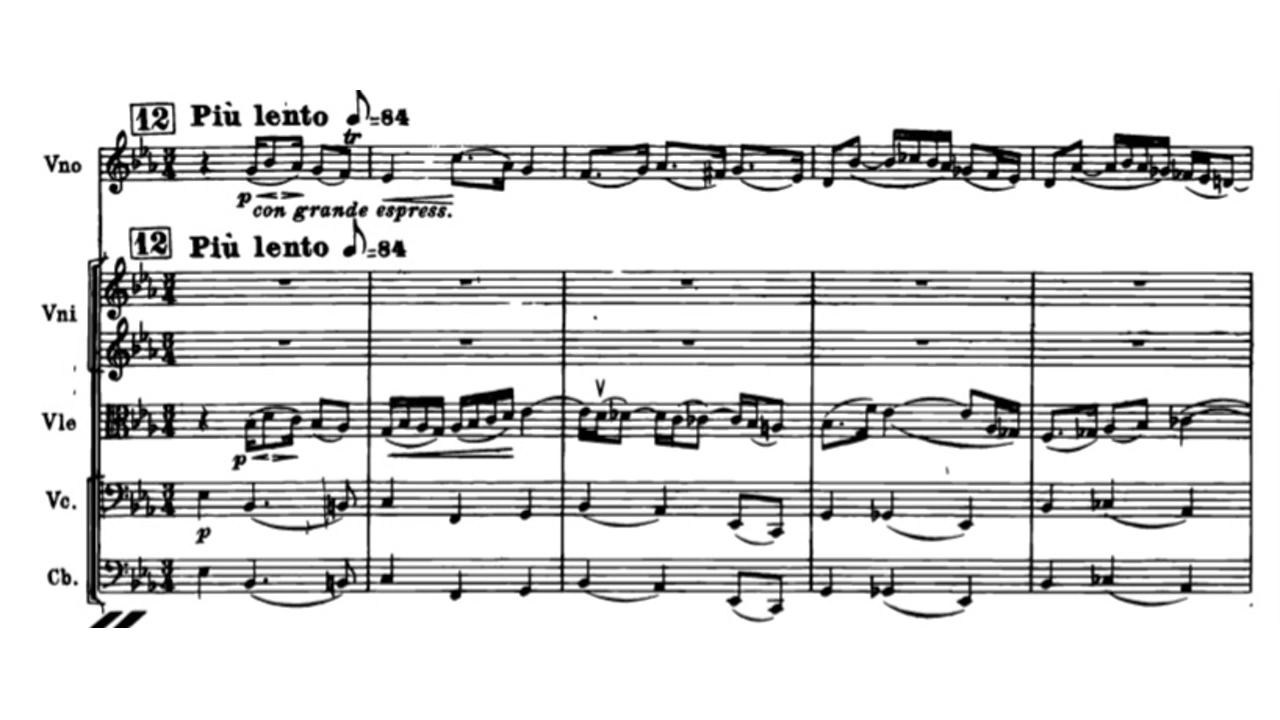 12 Più lento ♪=84
tr
Vno
p
con grande espress.
12 Più lento ♪=84
Vni
Vle
p
Vc.
p
Cb.